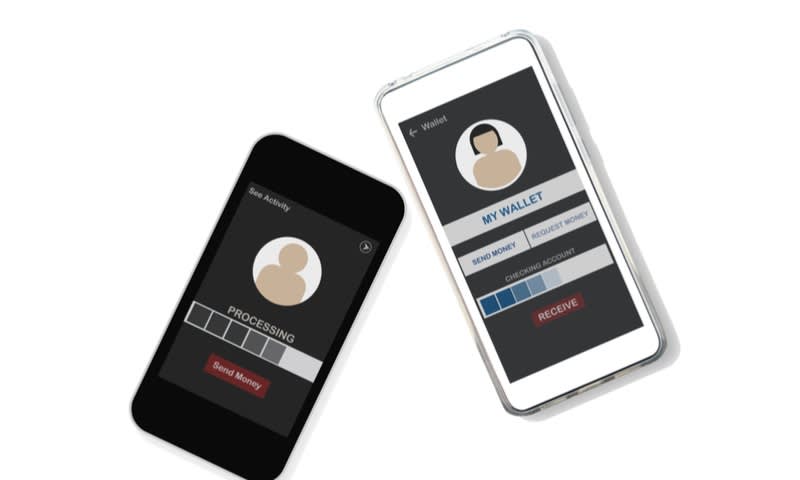 See Activity
PROCESSING
Send Money
Wallet
MY WALLET
SEND MONEY
REQUEST MONEY
CHECKING ACCOUNT
RECEIVE